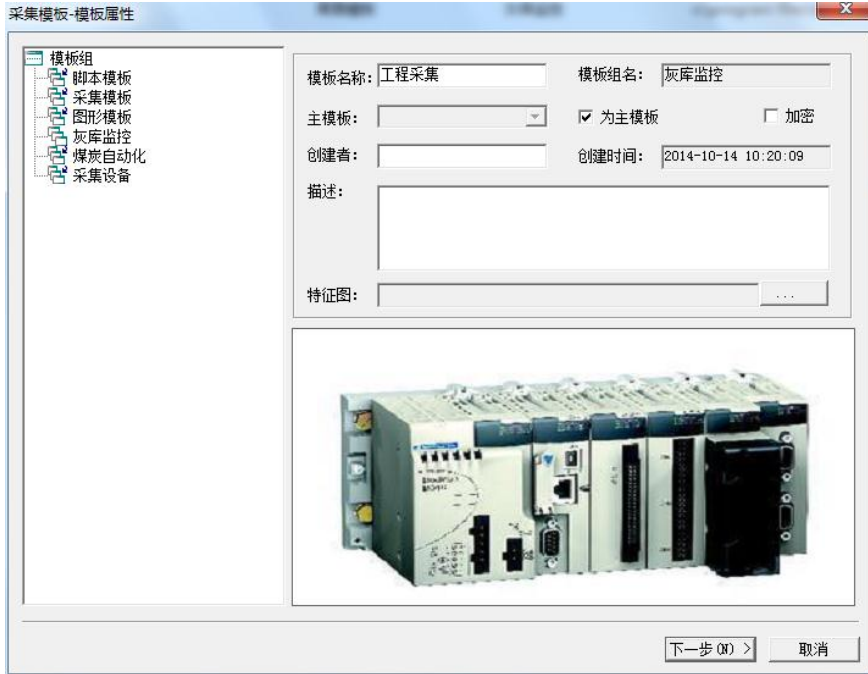 采集模板-模板属性
模板组
脚本模板
采集模板
图形模板
灰库监控
煤炭自动化
采集设备
模板名称: 工程采集 模板组名: 灰库监控
主模板: 为主模板 加密
创建者: 创建时间: 2014-10-14 10:20:09
描述:
特征图: ...
下一步(N) > 取消